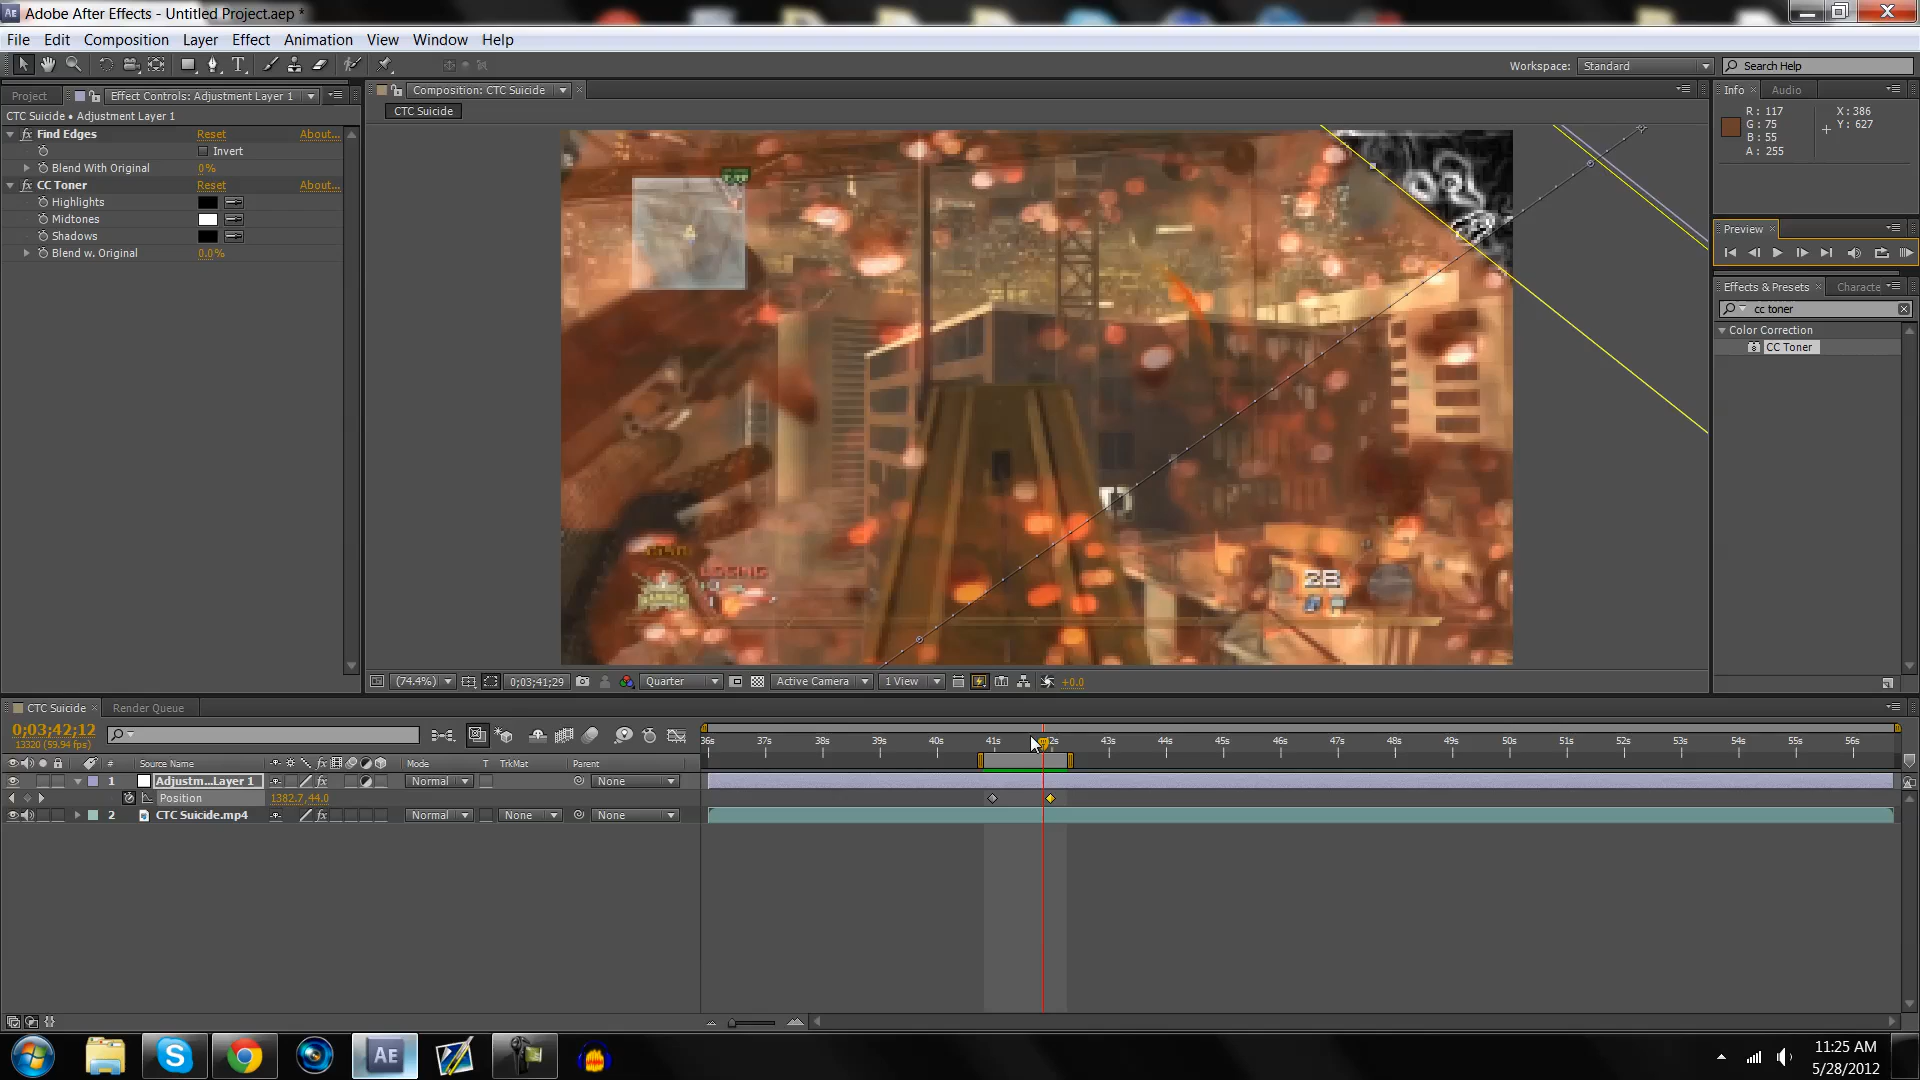 Adobe After Effects - Untitled Project.aep *
File Edit Composition Layer Effect Animation View Window Help
Workspace: Standard Search Help
Project Effect Controls: Adjustment Layer 1
CTC Suicide • Adjustment Layer 1
fx Find Edges Reset About...
Invert
Blend With Original 0%
fx CC Toner Reset About...
Highlights
Midtones
Shadows
Blend w. Original 0.0%
Composition: CTC Suicide
CTC Suicide
28
(74.4%) 0;03;41;29 Quarter Active Camera 1 View +0.0
Info Audio
R : 117 X : 386
G : 75 Y : 627
B : 55
A : 255
Preview
Effects & Presets Characte
cc toner
Color Correction
CC Toner
CTC Suicide Render Queue
0;03;42;12
13320 (59.94 fps)
36s 37s 38s 39s 40s 41s 42s 43s 44s 45s 46s 47s 48s 49s 50s 51s 52s 53s 54s 55s 56s
# Source Name Mode T TrkMat Parent
1 Adjustm...Layer 1 Normal None
Position 1382.7,44.0
2 CTC Suicide.mp4 Normal None None
11:25 AM
5/28/2012